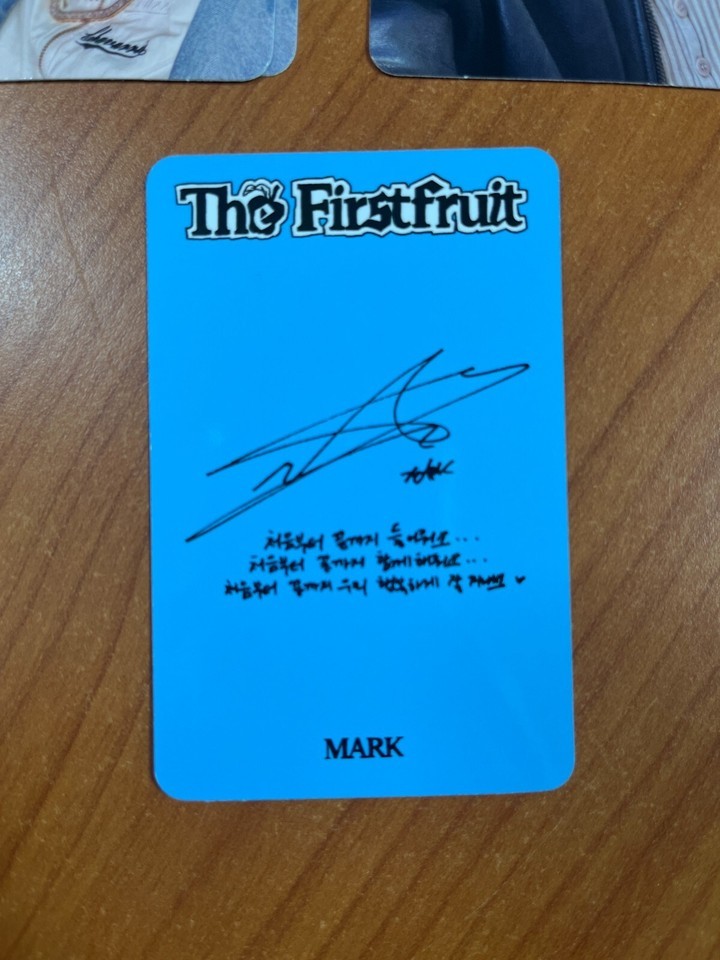 The Firstfruit
처음부터 끝까지 들어줘요...
처음부터 끝까지 함께해줘요...
처음부터 끝까지 우리 행복하게 잘 ♥
MARK